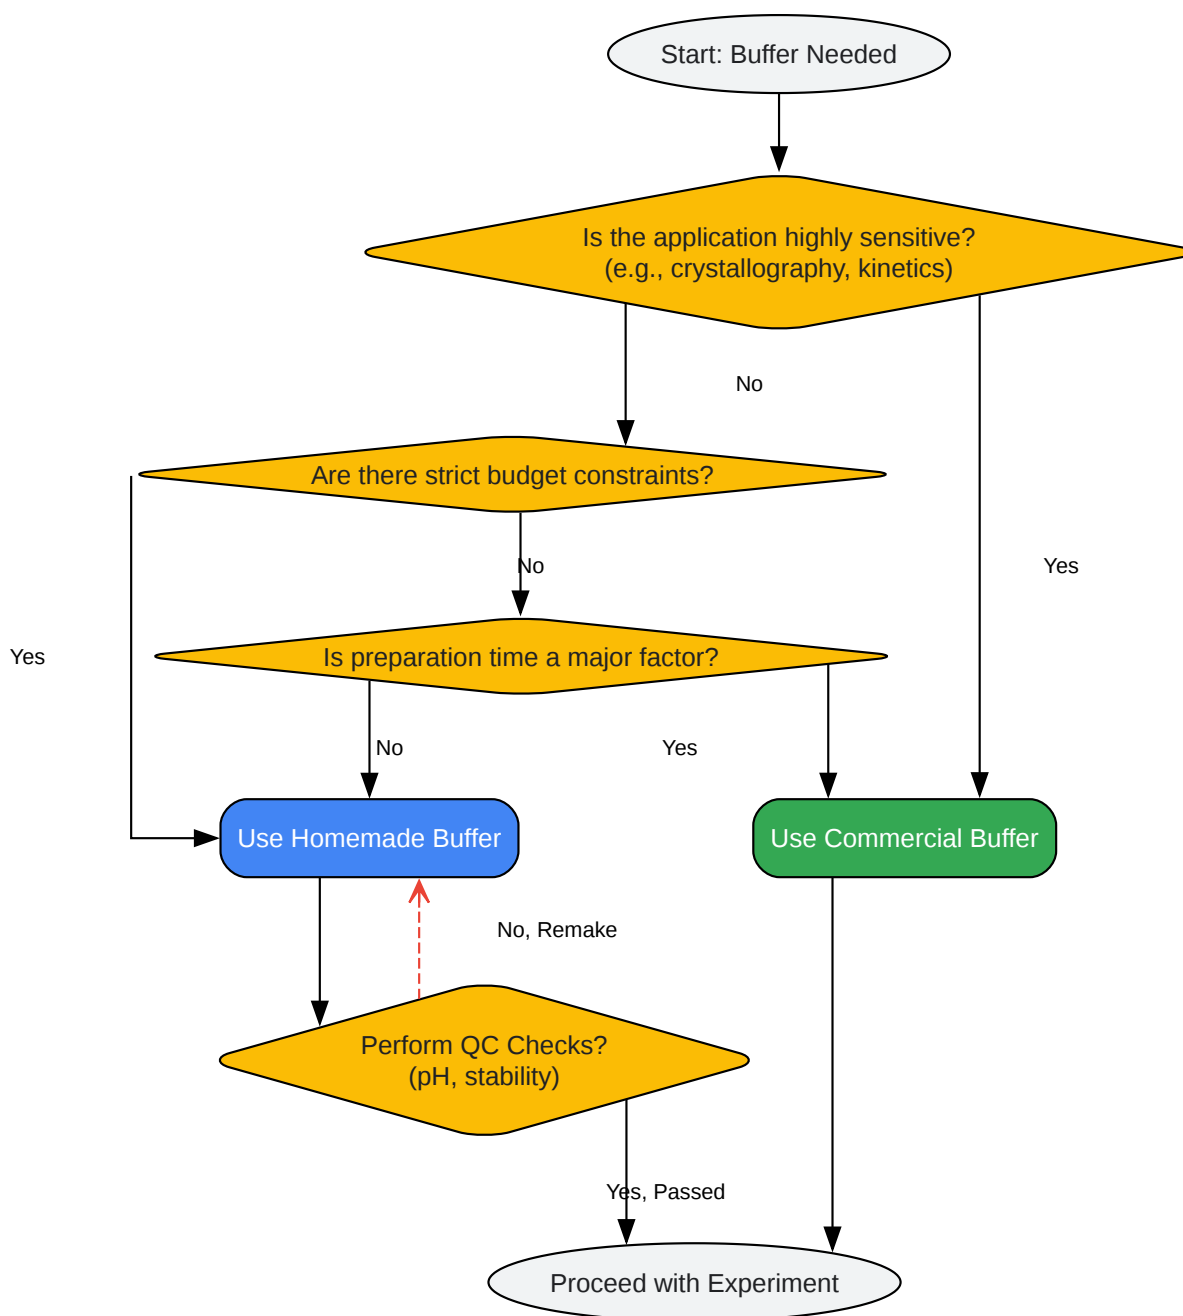 Start: Buffer Needed
Is the application highly sensitive?
(e.g., crystallography, kinetics)
No
Are there strict budget constraints?
No
Yes
Yes
Is preparation time a major factor?
No
Yes
Use Homemade Buffer
Use Commercial Buffer
No, Remake
Perform QC Checks?
(pH, stability)
Yes, Passed
Proceed with Experiment